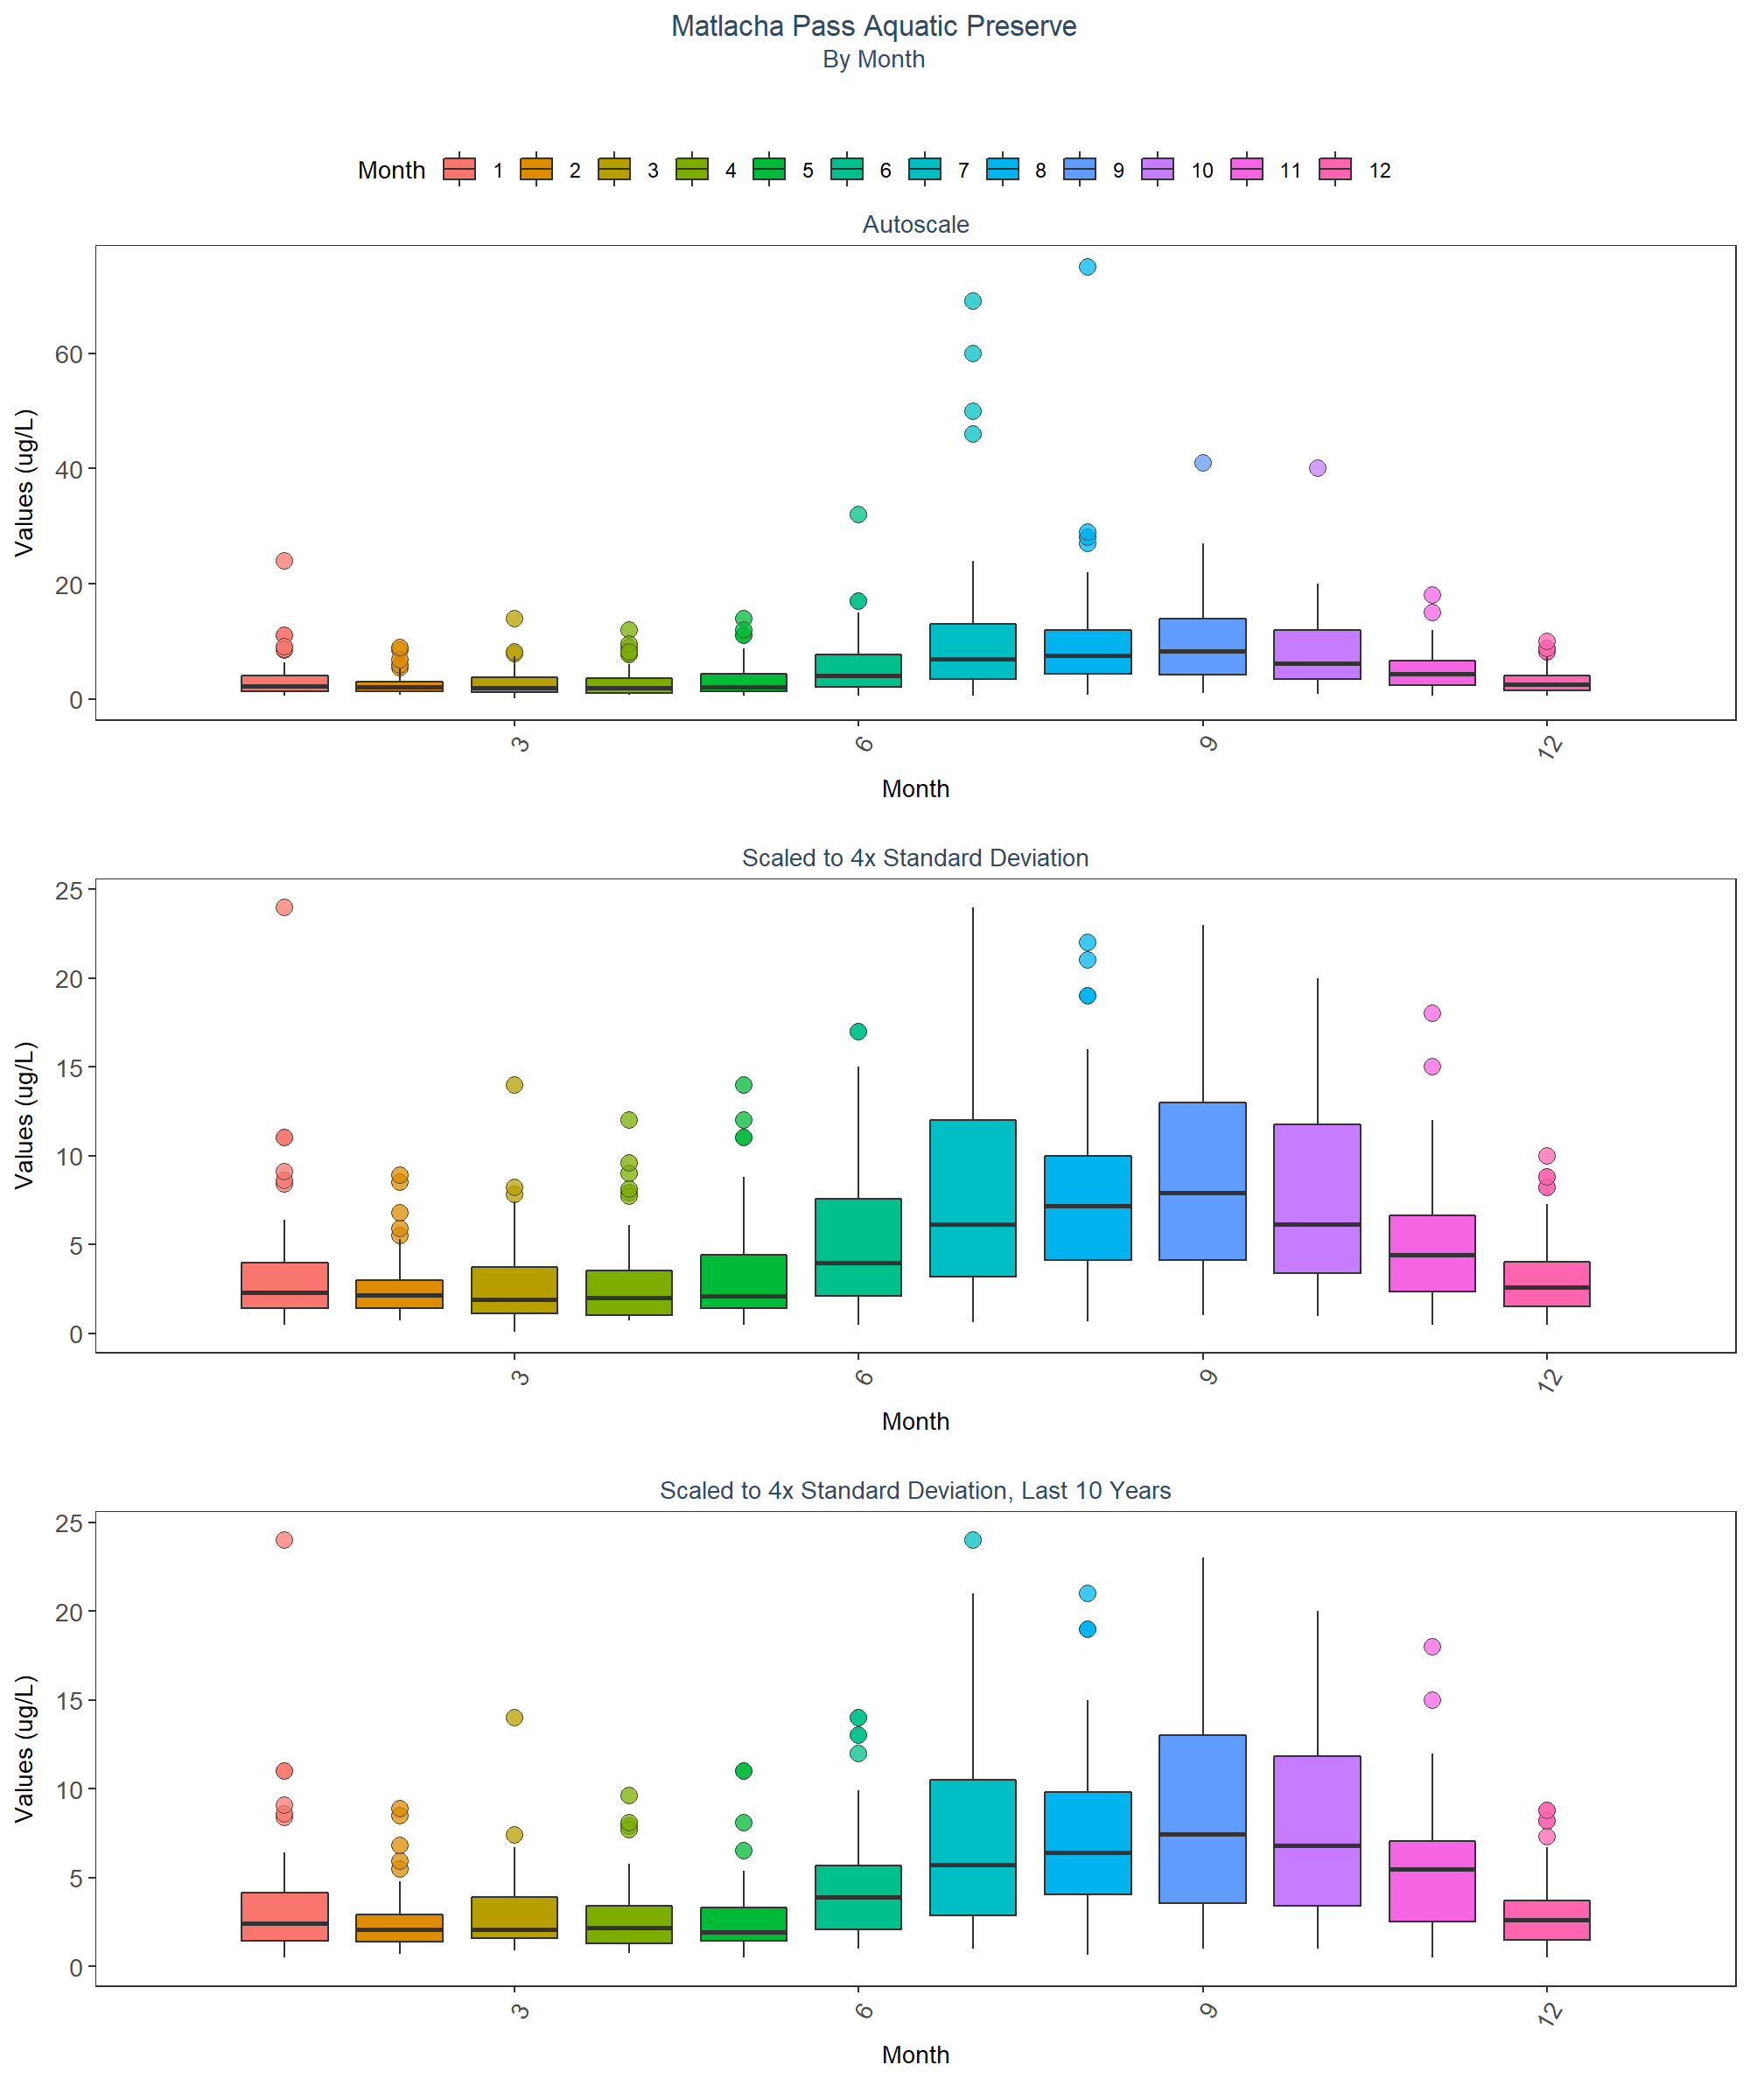 Matlacha Pass Aquatic Preserve
By Month
Month 1 2 3 4 5 6 7 8 9 10 11 12
Autoscale
Values (ug/L)
60
40
20
0
3 6 9 12
Month
Scaled to 4x Standard Deviation
Values (ug/L)
25
20
15
10
5
0
3 6 9 12
Month
Scaled to 4x Standard Deviation, Last 10 Years
Values (ug/L)
25
20
15
10
5
0
3 6 9 12
Month